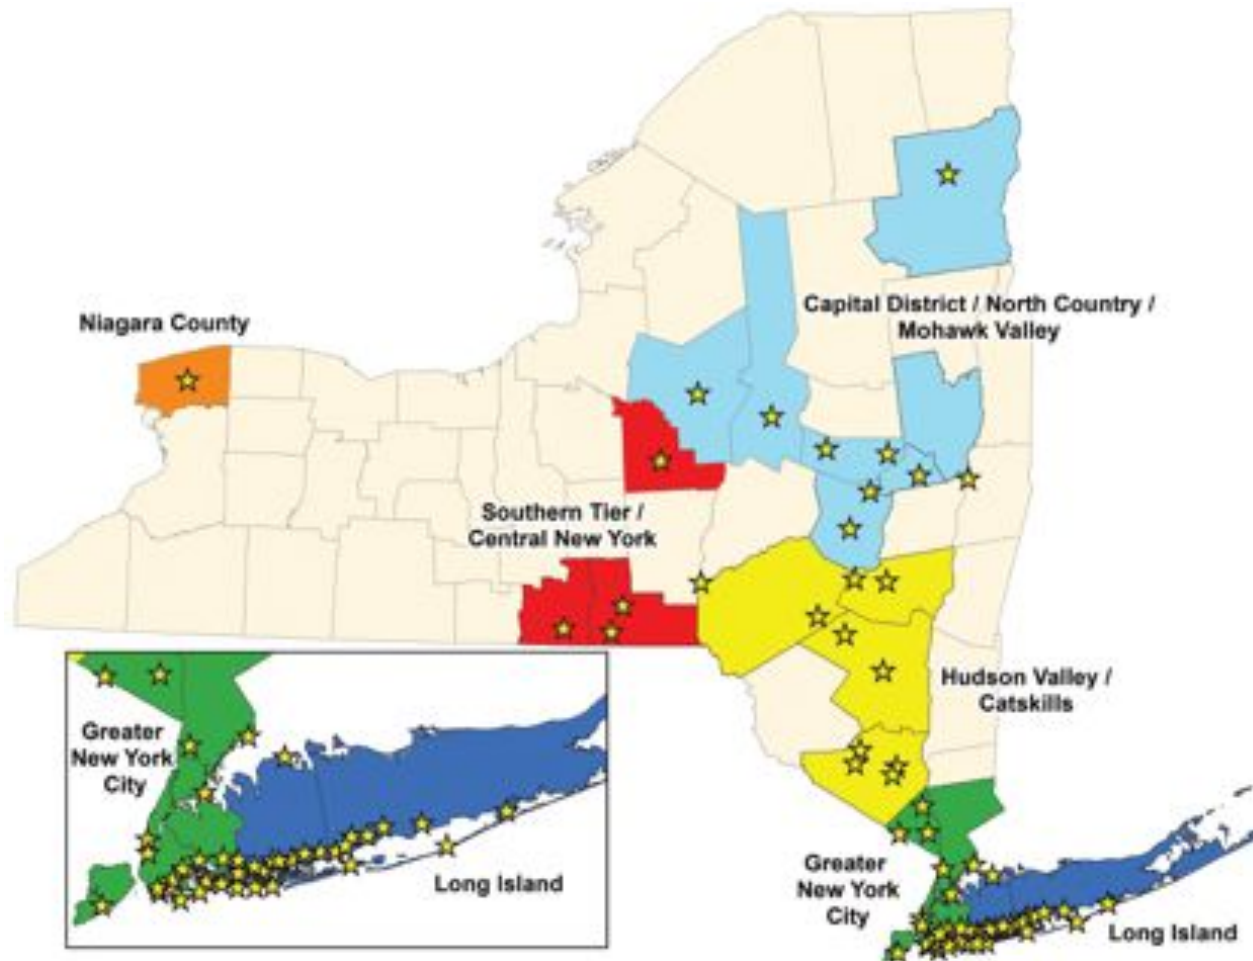 Niagara County
Capital District / North Country /
Mohawk Valley
Southern Tier /
Central New York
Hudson Valley /
Catskills
Greater
New York
City
Long Island
Greater
New York
City
Long Island